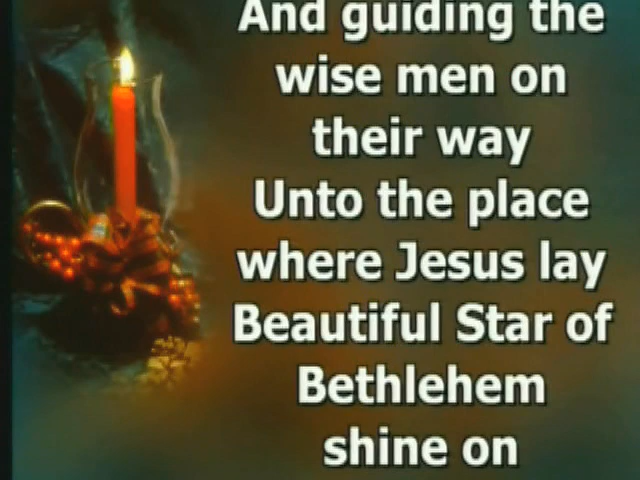 And guiding the
wise men on
their way
Unto the place
where Jesus lay
Beautiful Star of
Bethlehem
shine on